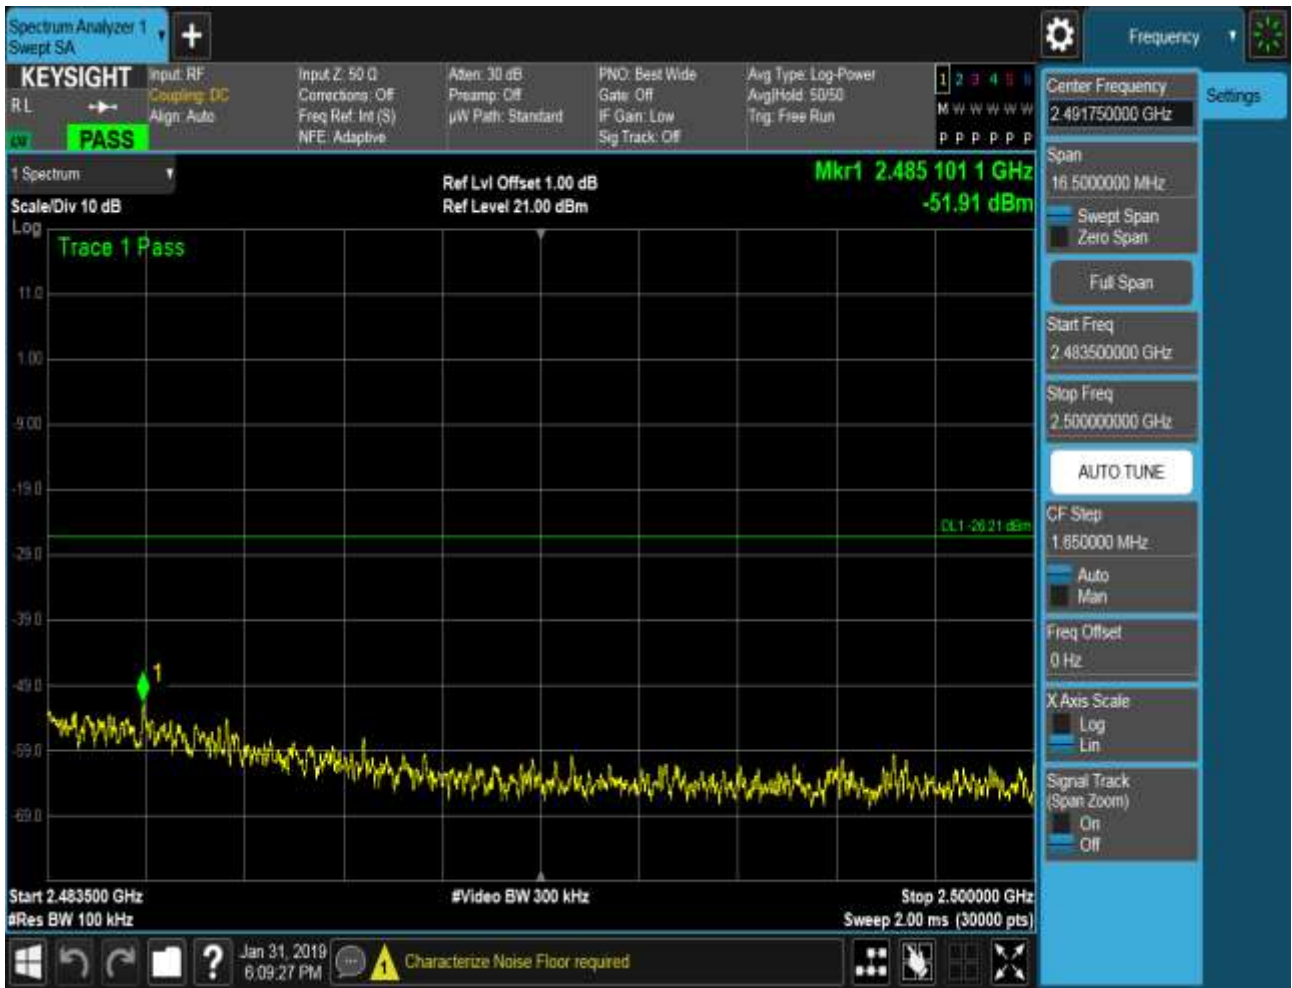 Spectrum Analyzer 1
Swept SA
+
Frequency
KEYSIGHT
R L
PASS
Input: RF
Coupling: DC
Align: Auto
Input Z: 50 Ω
Corrections: Off
Freq Ref: Int (S)
NFE: Adaptive
Atten: 30 dB
Preamp: Off
µW Path: Standard
PNO: Best Wide
Gate: Off
IF Gain: Low
Sig Track: Off
Avg Type: Log-Power
Avg|Hold: 50/50
Trig: Free Run
1 2 3 4 5 6
M W W W W W
P P P P P P
1 Spectrum
Scale/Div 10 dB
Ref Lvl Offset 1.00 dB
Ref Level 21.00 dBm
Mkr1 2.485 101 1 GHz
-51.91 dBm
Log
Trace 1 Pass
11.0
1.00
-9.00
-19.0
DL1 -26.21 dBm
-29.0
-39.0
1
-49.0
-59.0
-69.0
Start 2.483500 GHz
#Res BW 100 kHz
#Video BW 300 kHz
Stop 2.500000 GHz
Sweep 2.00 ms (30000 pts)
Center Frequency
2.491750000 GHz
Settings
Span
16.5000000 MHz
Swept Span
Zero Span
Full Span
Start Freq
2.483500000 GHz
Stop Freq
2.500000000 GHz
AUTO TUNE
CF Step
1.650000 MHz
Auto
Man
Freq Offset
0 Hz
X Axis Scale
Log
Lin
Signal Track
(Span Zoom)
On
Off
?
Jan 31, 2019
6:09:27 PM
1
Characterize Noise Floor required